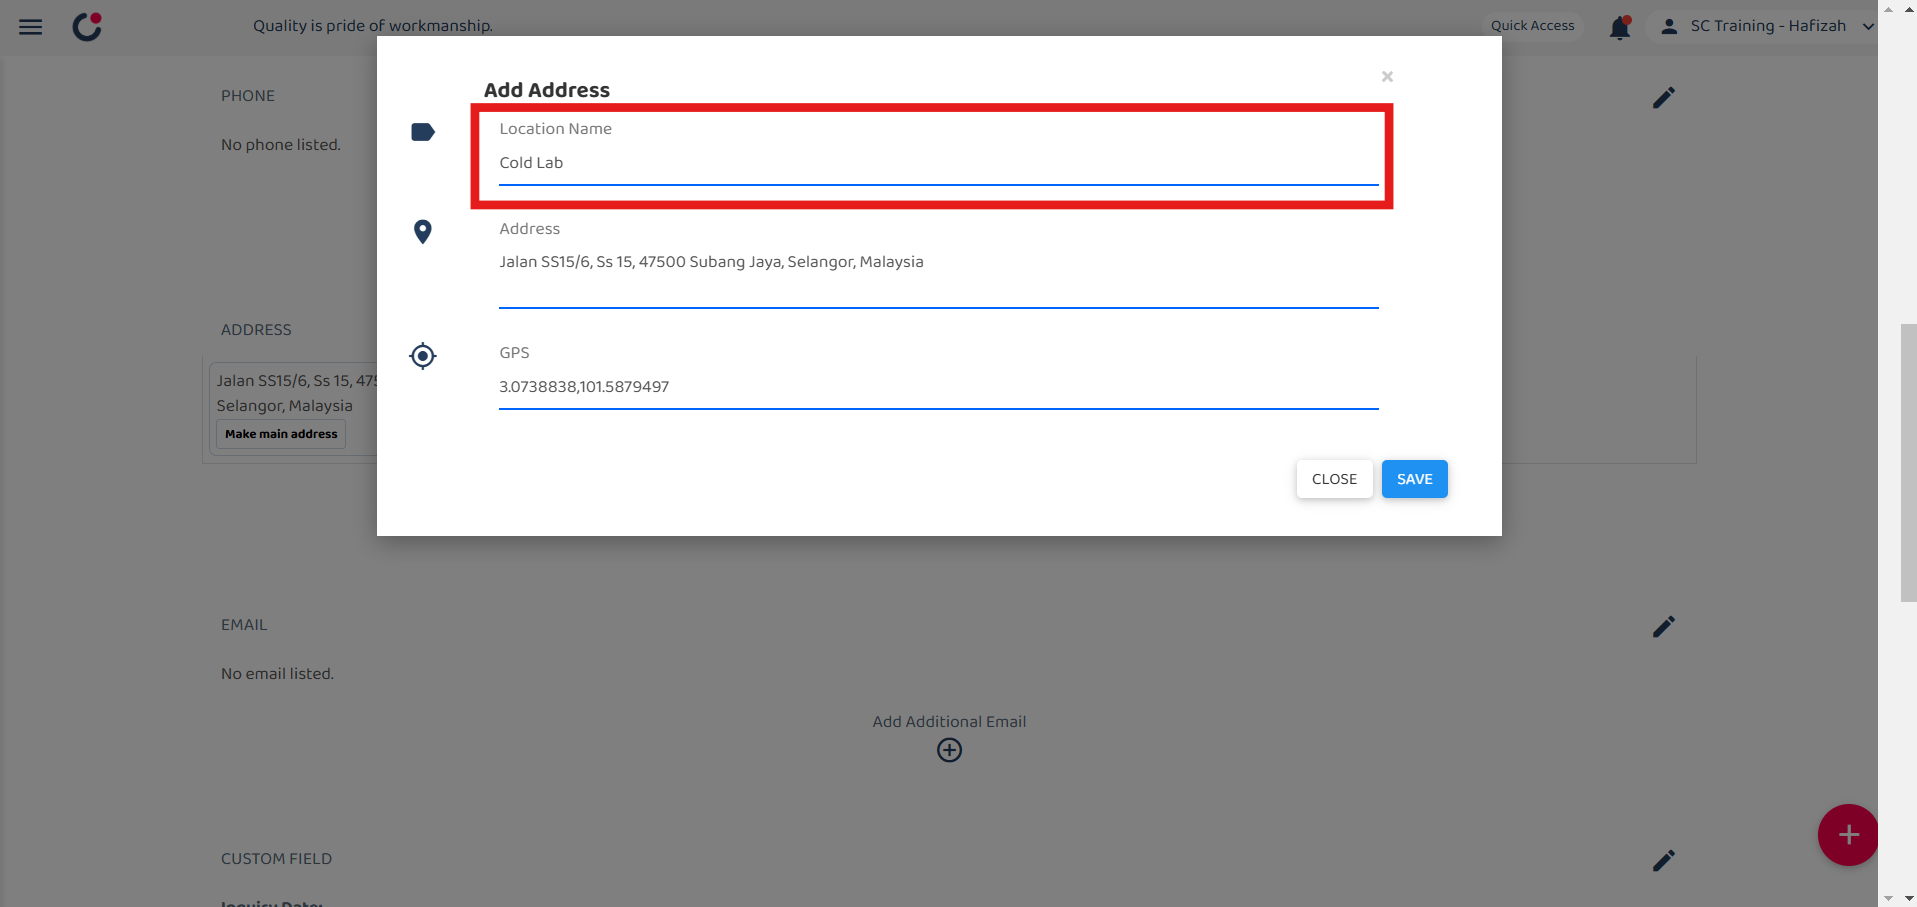 Quality is pride of workmanship.
Quick Access
SC Training - Hafizah
PHONE
No phone listed.
Add Address
×
Location Name
Cold Lab
Address
Jalan SS15/6, Ss 15, 47500 Subang Jaya, Selangor, Malaysia
GPS
3.0738838,101.5879497
CLOSE
SAVE
ADDRESS
Jalan SS15/6, Ss 15, 475
Selangor, Malaysia
Make main address
EMAIL
No email listed.
Add Additional Email
CUSTOM FIELD
Inquiry Date: